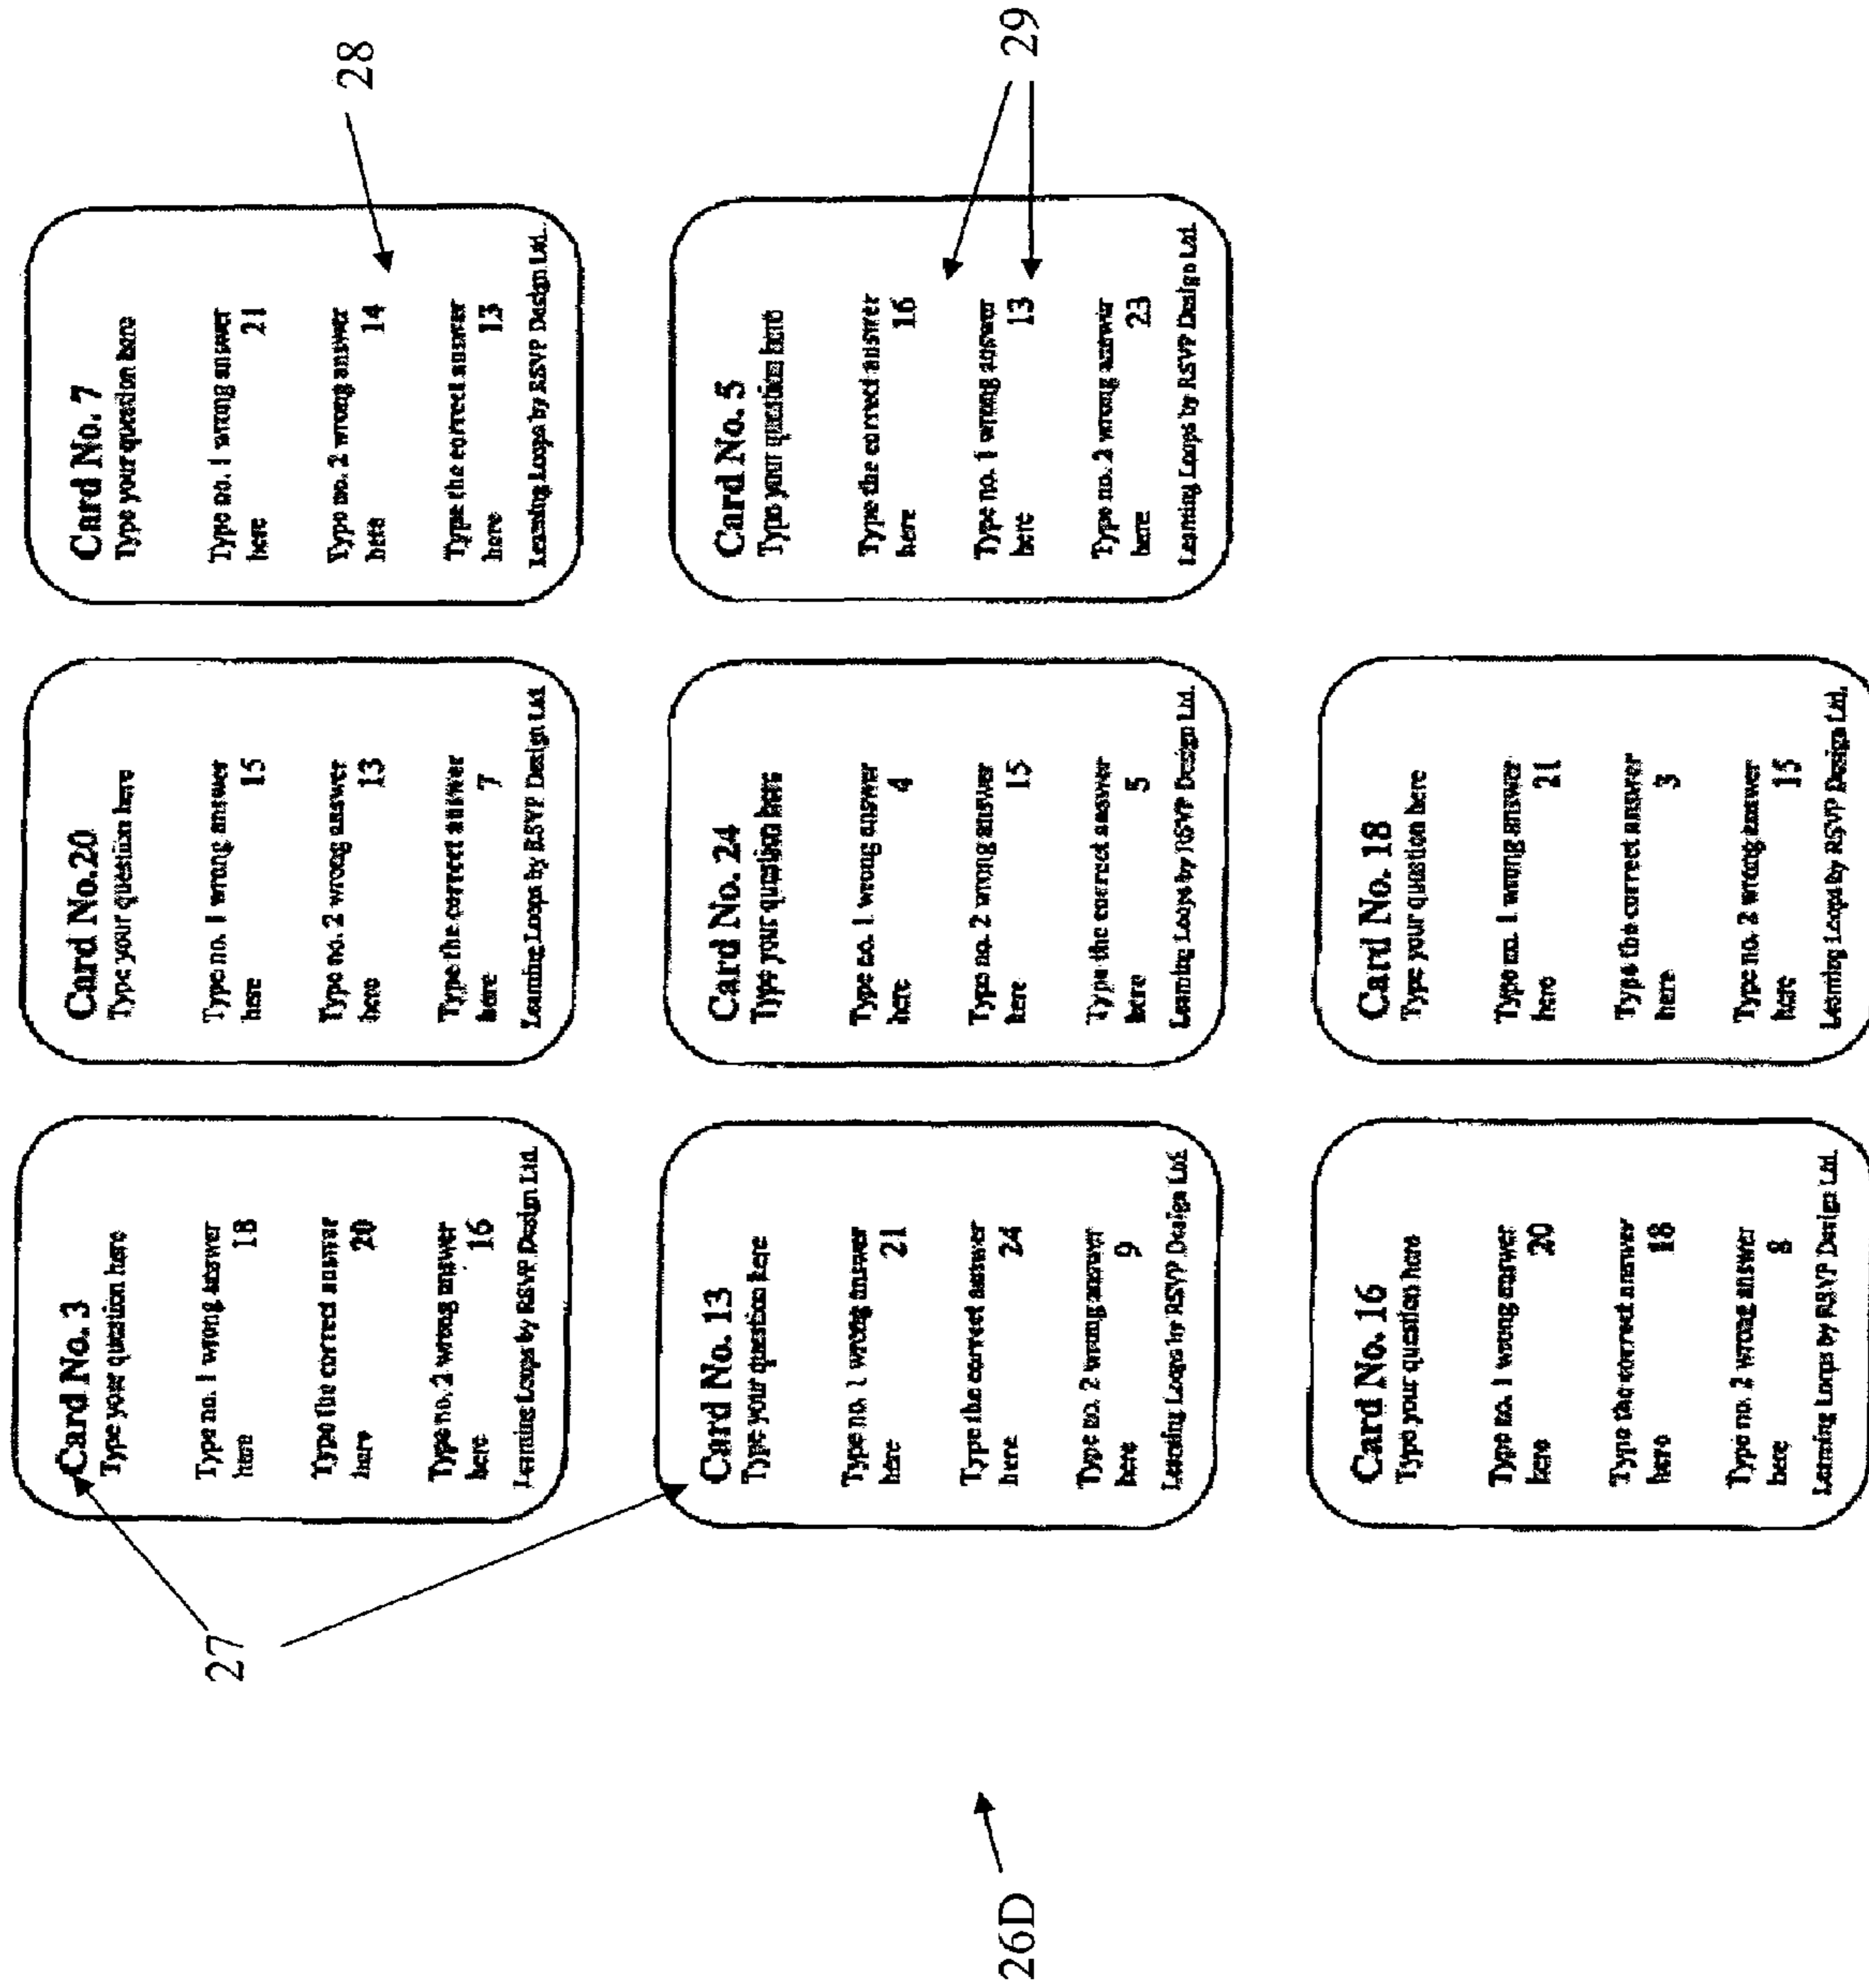 Card No. 3
Type your question here
Type no. 1 wrong answer
here 18
Type the correct answer
here 20
Type no. 2 wrong answer
here 16
Learning Loops by RSVP Design Ltd.
Card No.20
Type your question here
Type no. 1 wrong answer
here 15
Type no. 2 wrong answer
here 13
Type the correct answer
here 7
Learning Loops by RSVP Design Ltd.
Card No. 7
Type your question here
Type no. 1 wrong answer
here 21
Type no. 2 wrong answer
here 14
Type the correct answer
here 13
Learning Loops by RSVP Design Ltd.
27
28
Card No. 13
Type your question here
Type no. 1 wrong answer
here 21
Type the correct answer
here 24
Type no. 2 wrong answer
here 9
Learning Loops by RSVP Design Ltd.
Card No. 24
Type your question here
Type no. 1 wrong answer
here 4
Type no. 2 wrong answer
here 15
Type the correct answer
here 5
Learning Loops by RSVP Design Ltd.
Card No. 5
Type your question here
Type the correct answer
here 16
Type no. 1 wrong answer
here 13
Type no. 2 wrong answer
here 23
Learning Loops by RSVP Design Ltd.
29
26D
Card No. 16
Type your question here
Type no. 1 wrong answer
here 20
Type the correct answer
here 18
Type no. 2 wrong answer
here 8
Learning Loops by RSVP Design Ltd.
Card No. 18
Type your question here
Type no. 1 wrong answer
here 21
Type the correct answer
here 3
Type no. 2 wrong answer
here 15
Learning Loops by RSVP Design Ltd.